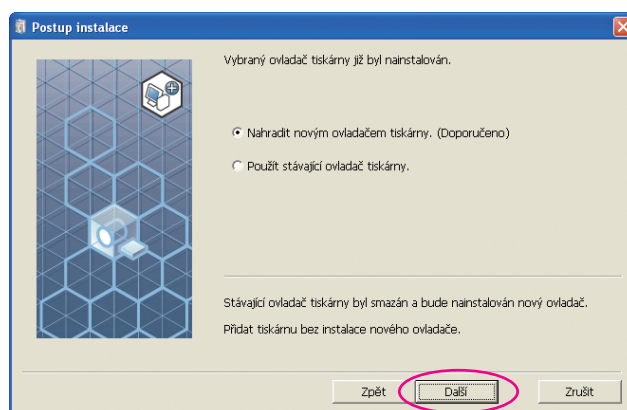 Postup instalace
Vybraný ovladač tiskárny již byl nainstalován.
Nahradit novým ovladačem tiskárny. (Doporučeno)
Použít stávající ovladač tiskárny.
Stávající ovladač tiskárny byl smazán a bude nainstalován nový ovladač.
Přidat tiskárnu bez instalace nového ovladače.
Zpět
Další
Zrušit